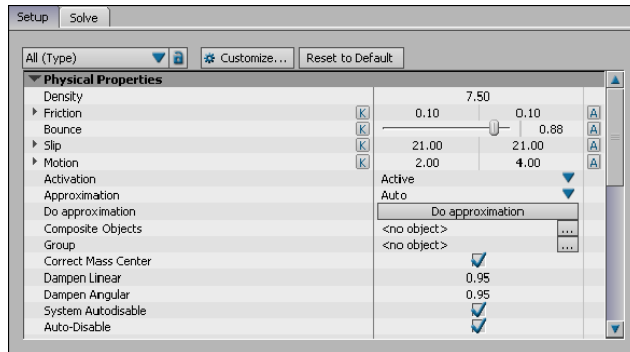 Setup Solve
All (Type) Customize... Reset to Default
Physical Properties
Density 7.50
Friction K 0.10 0.10 A
Bounce K 0.88 A
Slip K 21.00 21.00 A
Motion K 2.00 4.00 A
Activation Active
Approximation Auto
Do approximation Do approximation
Composite Objects <no object> ...
Group <no object> ...
Correct Mass Center
Dampen Linear 0.95
Dampen Angular 0.95
System Autodisable
Auto-Disable